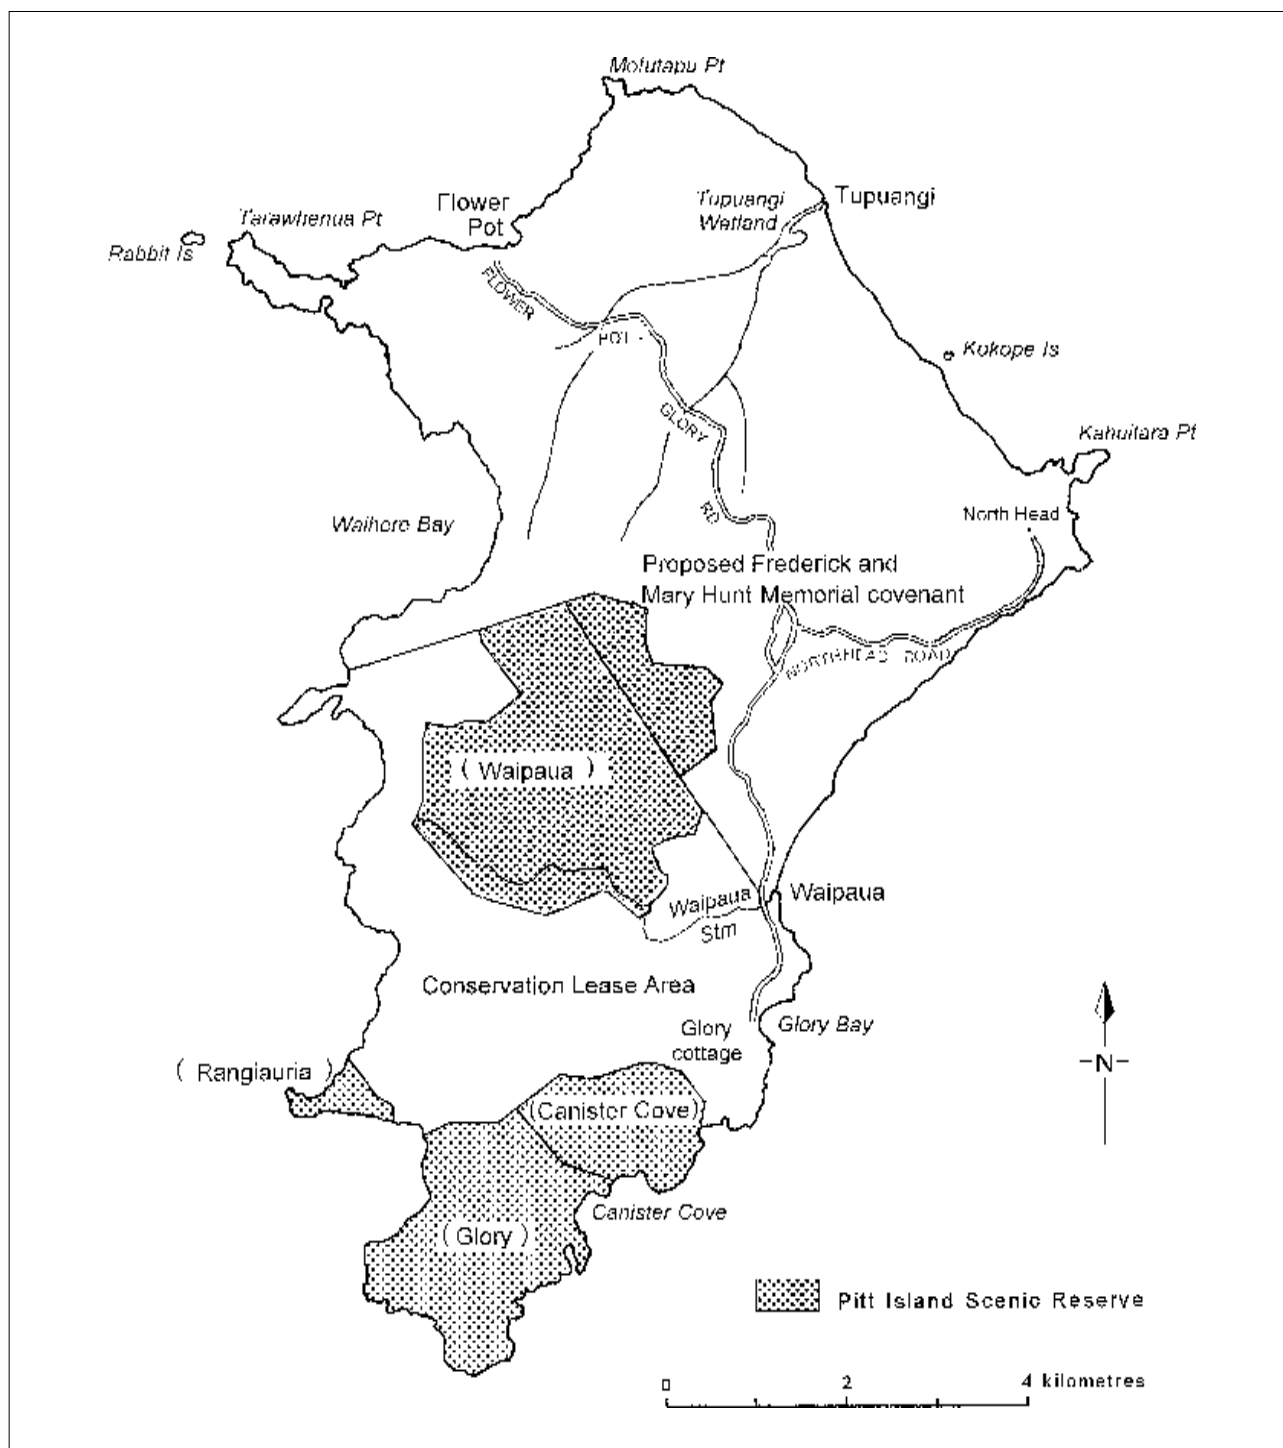 Motutapu Pt
Tupuangi
Wetland
Tupuangi
Flower
Pot
Tarawhenua Pt
Rabbit Is
FLOWER
POT -
GLORY
RD
Kokope Is
Kahuitara Pt
North Head
Waihere Bay
Proposed Frederick and
Mary Hunt Memorial covenant
NORTHHEAD ROAD
( Waipaua )
Waipaua
Stm
Waipaua
Conservation Lease Area
Glory
cottage
Glory Bay
-N-
( Rangiauria )
(Canister Cove)
Canister Cove
( Glory )
Pitt Island Scenic Reserve
0 2 4 kilometres